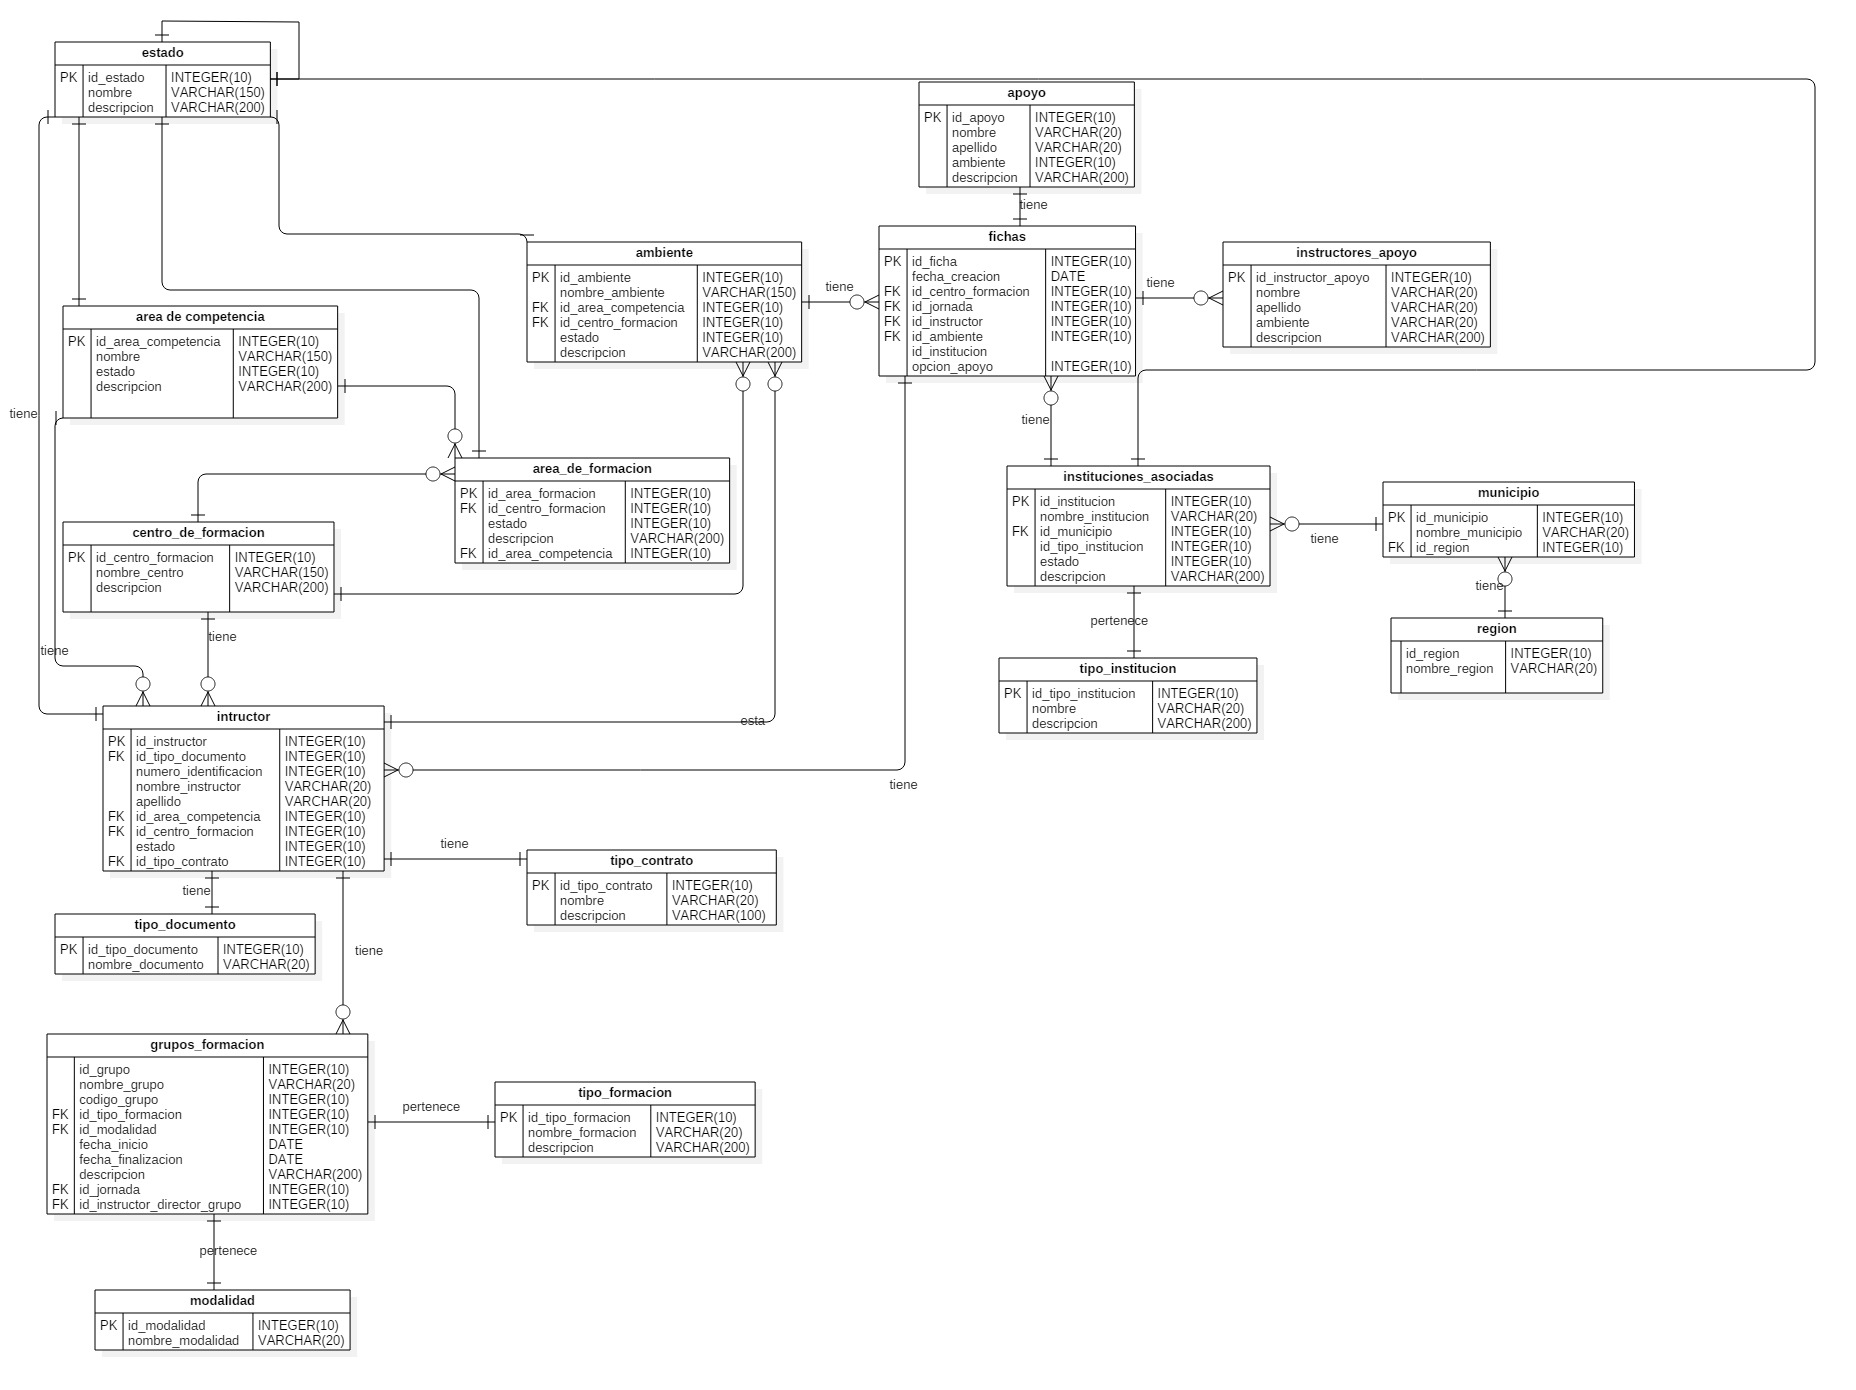 estado
PK id_estado INTEGER(10)
nombre VARCHAR(150)
descripcion VARCHAR(200)
apoyo
PK id_apoyo INTEGER(10)
nombre VARCHAR(20)
apellido VARCHAR(20)
ambiente INTEGER(10)
descripcion VARCHAR(200)
tiene
ambiente
PK id_ambiente INTEGER(10)
nombre_ambiente VARCHAR(150)
FK id_area_competencia INTEGER(10)
FK id_centro_formacion INTEGER(10)
estado INTEGER(10)
descripcion VARCHAR(200)
tiene
fichas
PK id_ficha INTEGER(10)
fecha_creacion DATE
FK id_centro_formacion INTEGER(10)
FK id_jornada INTEGER(10)
FK id_instructor INTEGER(10)
FK id_ambiente INTEGER(10)
id_institucion
opcion_apoyo INTEGER(10)
tiene
instructores_apoyo
PK id_instructor_apoyo INTEGER(10)
nombre VARCHAR(20)
apellido VARCHAR(20)
ambiente VARCHAR(20)
descripcion VARCHAR(200)
area de competencia
PK id_area_competencia INTEGER(10)
nombre VARCHAR(150)
estado INTEGER(10)
descripcion VARCHAR(200)
tiene
tiene
area_de_formacion
PK id_area_formacion INTEGER(10)
FK id_centro_formacion INTEGER(10)
estado INTEGER(10)
descripcion VARCHAR(200)
FK id_area_competencia INTEGER(10)
instituciones_asociadas
PK id_institucion INTEGER(10)
nombre_institucion VARCHAR(20)
FK id_municipio INTEGER(10)
id_tipo_institucion INTEGER(10)
estado INTEGER(10)
descripcion VARCHAR(200)
tiene
municipio
PK id_municipio INTEGER(10)
nombre_municipio VARCHAR(20)
FK id_region INTEGER(10)
tiene
centro_de_formacion
PK id_centro_formacion INTEGER(10)
nombre_centro VARCHAR(150)
descripcion VARCHAR(200)
tiene
tiene
pertenece
region
id_region INTEGER(10)
nombre_region VARCHAR(20)
tipo_institucion
PK id_tipo_institucion INTEGER(10)
nombre VARCHAR(20)
descripcion VARCHAR(200)
intructor
PK id_instructor INTEGER(10)
FK id_tipo_documento INTEGER(10)
numero_identificacion INTEGER(10)
nombre_instructor VARCHAR(20)
apellido VARCHAR(20)
FK id_area_competencia INTEGER(10)
FK id_centro_formacion INTEGER(10)
estado INTEGER(10)
FK id_tipo_contrato INTEGER(10)
esta
tiene
tiene
tipo_contrato
PK id_tipo_contrato INTEGER(10)
nombre VARCHAR(20)
descripcion VARCHAR(100)
tiene
tipo_documento
PK id_tipo_documento INTEGER(10)
nombre_documento VARCHAR(20)
tiene
grupos_formacion
id_grupo INTEGER(10)
nombre_grupo VARCHAR(20)
codigo_grupo INTEGER(10)
FK id_tipo_formacion INTEGER(10)
FK id_modalidad INTEGER(10)
fecha_inicio DATE
fecha_finalizacion DATE
descripcion VARCHAR(200)
FK id_jornada INTEGER(10)
FK id_instructor_director_grupo INTEGER(10)
pertenece
tipo_formacion
PK id_tipo_formacion INTEGER(10)
nombre_formacion VARCHAR(20)
descripcion VARCHAR(200)
pertenece
modalidad
PK id_modalidad INTEGER(10)
nombre_modalidad VARCHAR(20)